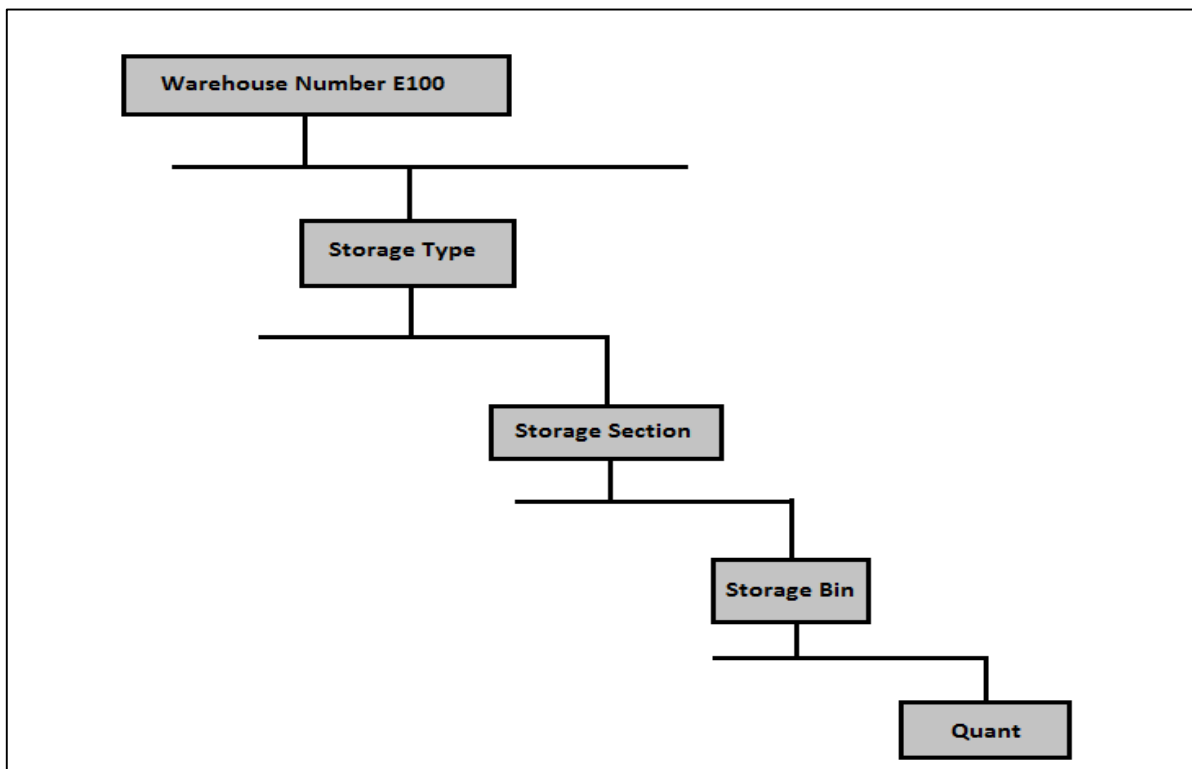 Warehouse Number E100
Storage Type
Storage Section
Storage Bin
Quant